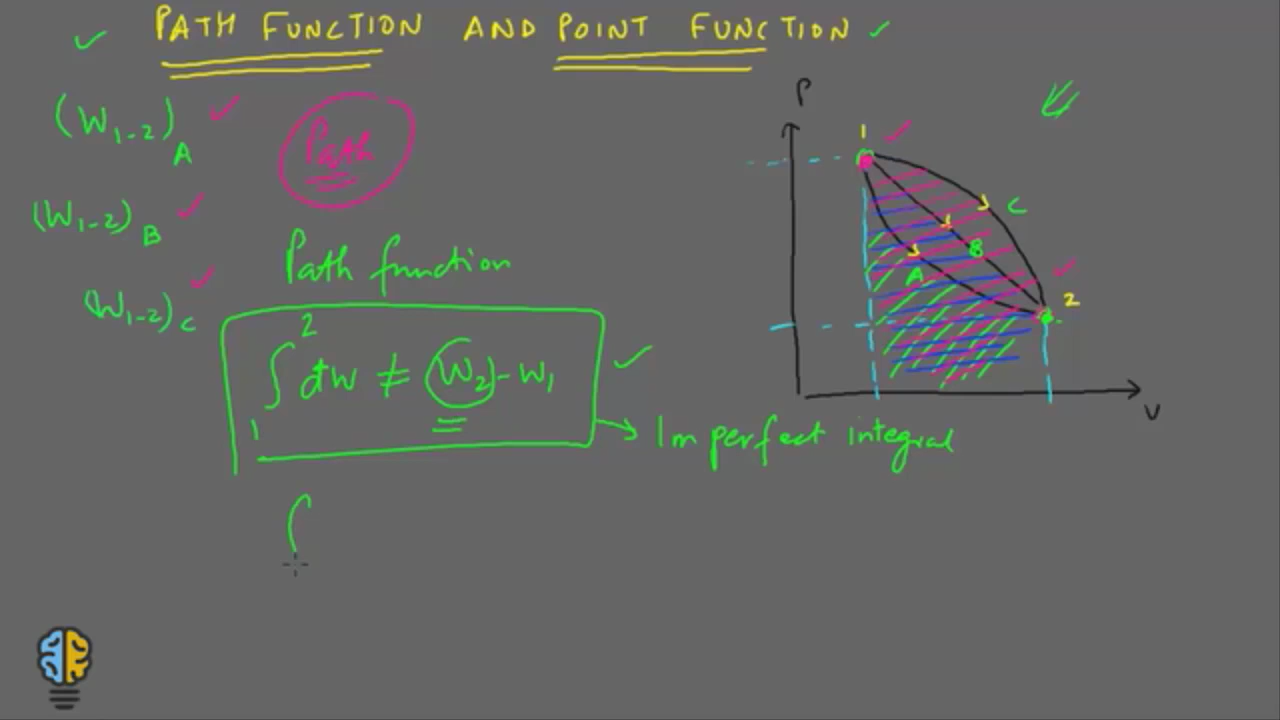 PATH FUNCTION AND POINT FUNCTION
(W₁₋₂)A
Path
(W₁₋₂)B
Path function
(W₁₋₂)C
∫₁² đW ≠ W₂ - W₁
Imperfect integral
P
1
C
B
A
2
V